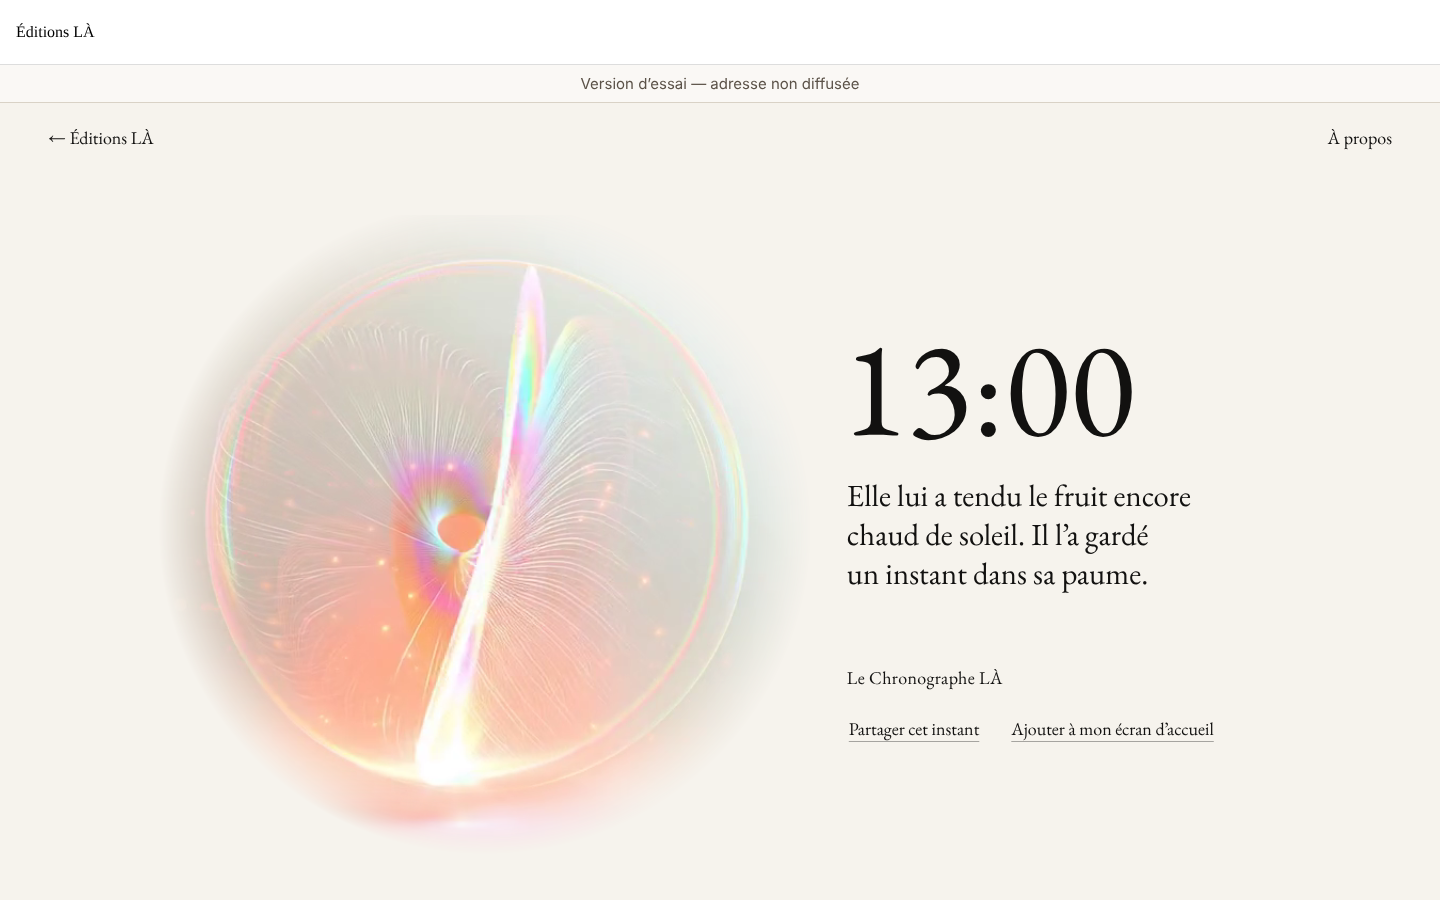 Éditions LÀ
Version d’essai — adresse non diffusée
← Éditions LÀ
À propos
13:00
Elle lui a tendu le fruit encore
chaud de soleil. Il l’a gardé
un instant dans sa paume.
Le Chronographe LÀ
Partager cet instant
Ajouter à mon écran d’accueil